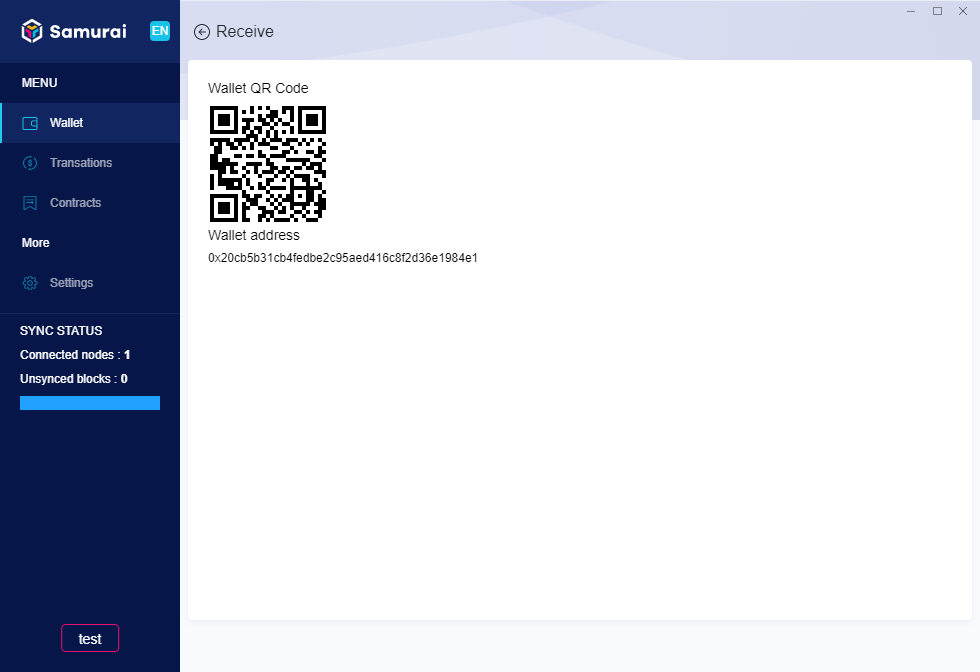 Samurai EN
MENU
Wallet
Transations
Contracts
More
Settings
SYNC STATUS
Connected nodes : 1
Unsynced blocks : 0
test
Receive
Wallet QR Code
Wallet address
0x20cb5b31cb4fedbe2c95aed416c8f2d36e1984e1